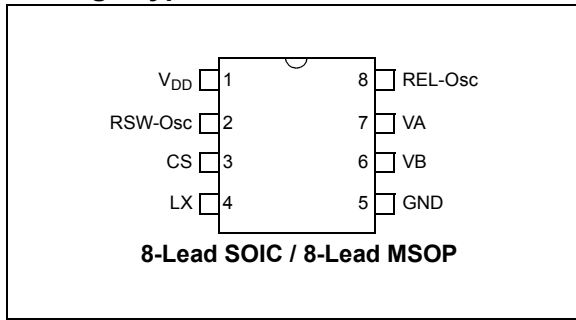 V_DD 1 8 REL-Osc
RSW-Osc 2 7 VA
CS 3 6 VB
LX 4 5 GND
8-Lead SOIC / 8-Lead MSOP